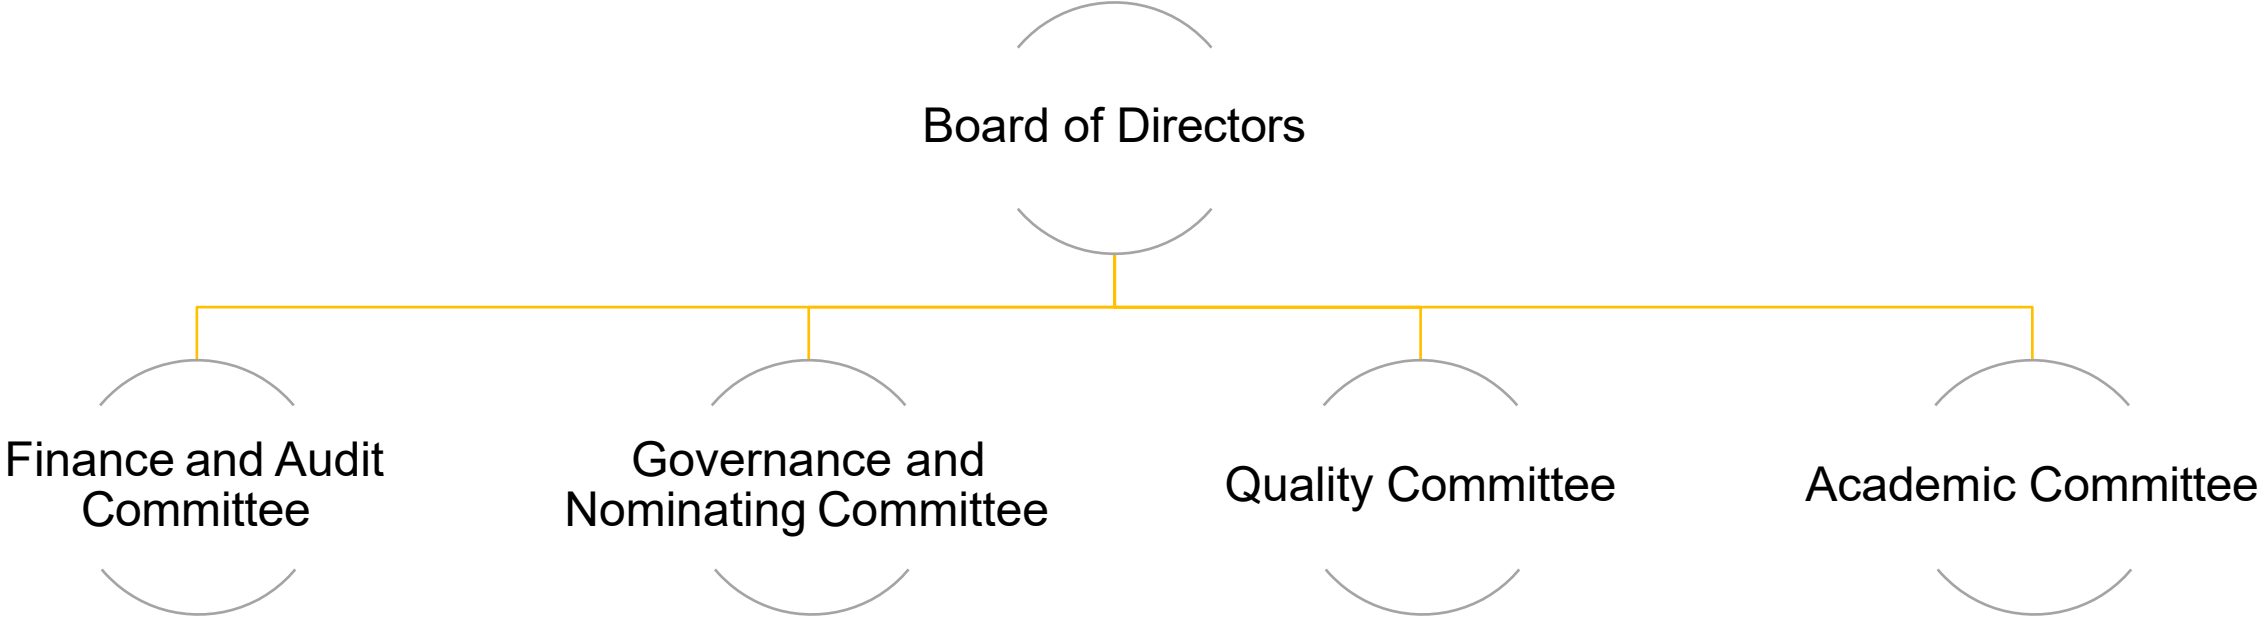 Board of Directors
Finance and Audit
Committee
Governance and
Nominating Committee
Quality Committee
Academic Committee